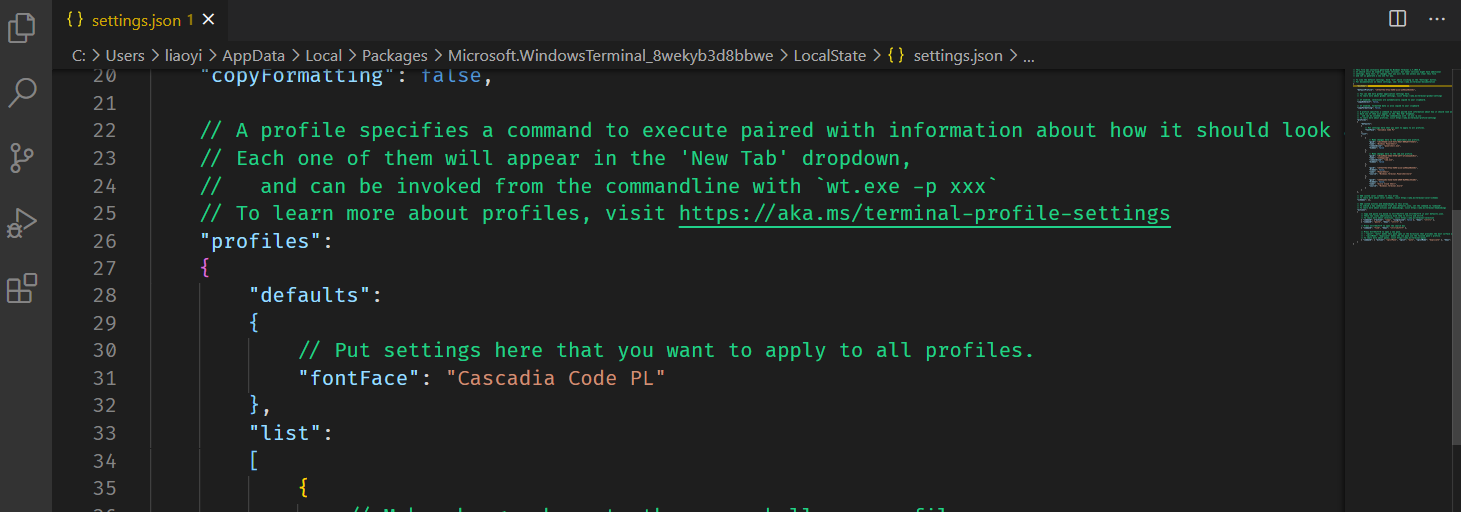 settings.json 1
C: > Users > liaoyi > AppData > Local > Packages > Microsoft.WindowsTerminal_8wekyb3d8bbwe > LocalState > {} settings.json > ...
20 "copyFormatting": false,
21
22 // A profile specifies a command to execute paired with information about how it should look
23 // Each one of them will appear in the 'New Tab' dropdown,
24 //   and can be invoked from the commandline with `wt.exe -p xxx`
25 // To learn more about profiles, visit https://aka.ms/terminal-profile-settings
26 "profiles":
27 {
28 "defaults":
29 {
30 // Put settings here that you want to apply to all profiles.
31 "fontFace": "Cascadia Code PL"
32 },
33 "list":
34 [
35 {